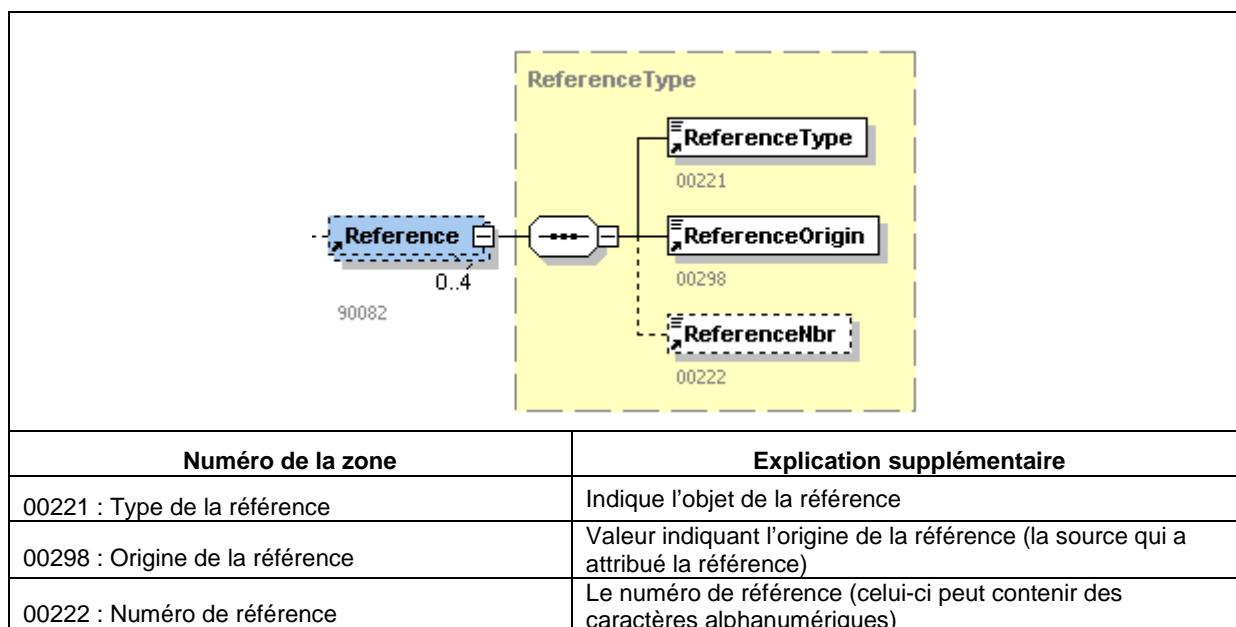 ReferenceType
ReferenceType
00221
Reference
0..4
90082
ReferenceOrigin
00298
ReferenceNbr
00222
Numéro de la zone
Explication supplémentaire
00221 : Type de la référence
Indique l’objet de la référence
00298 : Origine de la référence
Valeur indiquant l’origine de la référence (la source qui a
attribué la référence)
00222 : Numéro de référence
Le numéro de référence (celui-ci peut contenir des
caractères alphanumériques)